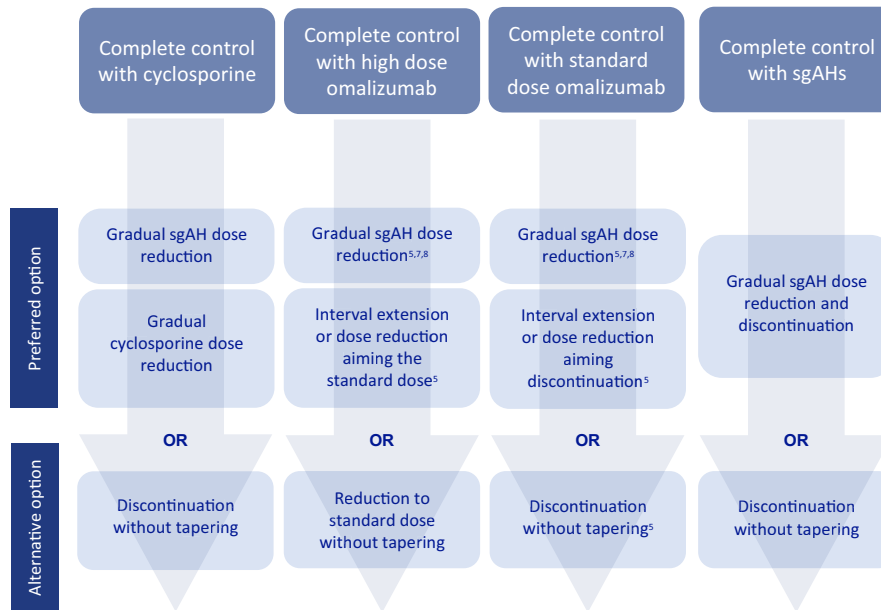 Complete control
with cyclosporine
Complete control
with high dose
omalizumab
Complete control
with standard
dose omalizumab
Complete control
with sgAHs
Preferred option
Gradual sgAH dose
reduction
Gradual sgAH dose
reduction5,7,8
Gradual sgAH dose
reduction5,7,8
Gradual sgAH dose
reduction and
discontinuation
Gradual
cyclosporine dose
reduction
Interval extension
or dose reduction
aiming the
standard dose5
Interval extension
or dose reduction
aiming
discontinuation5
OR
OR
OR
OR
Alternative option
Discontinuation
without tapering
Reduction to
standard dose
without tapering
Discontinuation
without tapering5
Discontinuation
without tapering